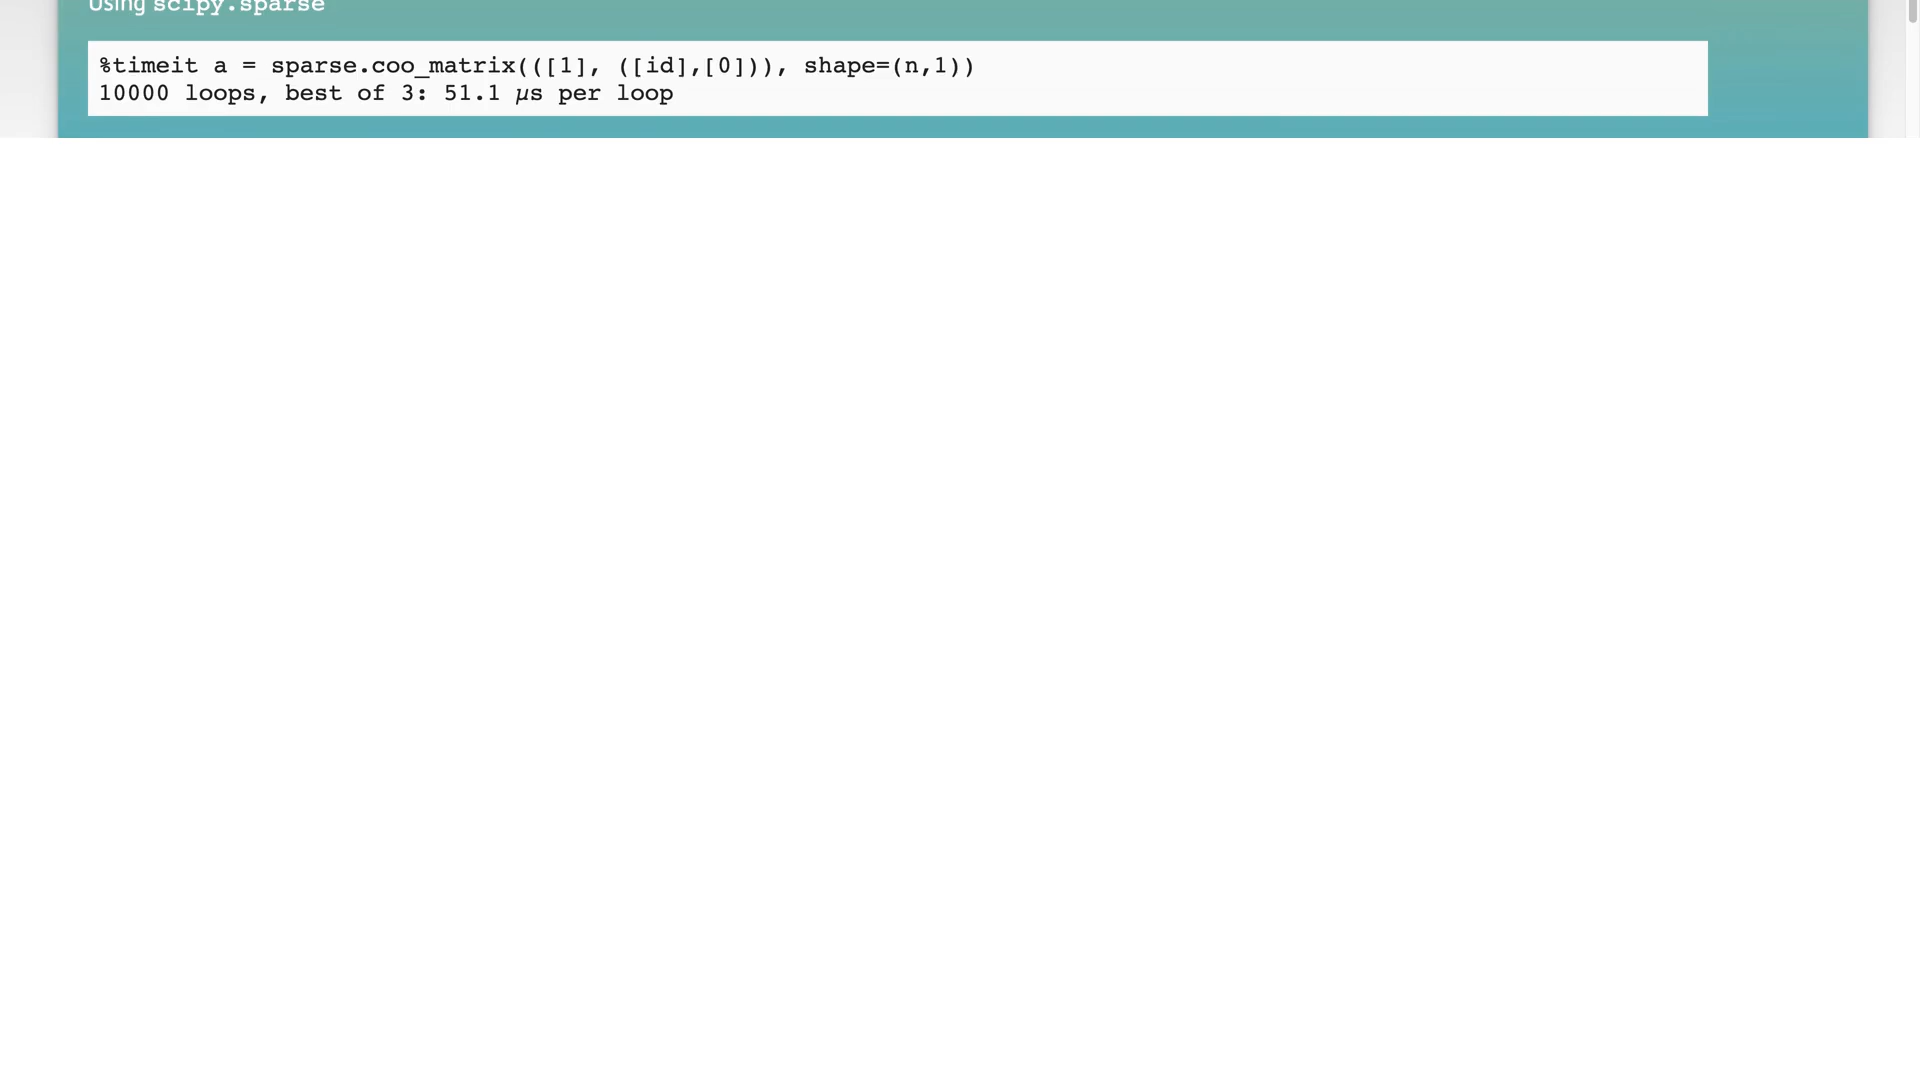 Using scipy.sparse
%timeit a = sparse.coo_matrix(([1], ([id],[0])), shape=(n,1))
10000 loops, best of 3: 51.1 µs per loop